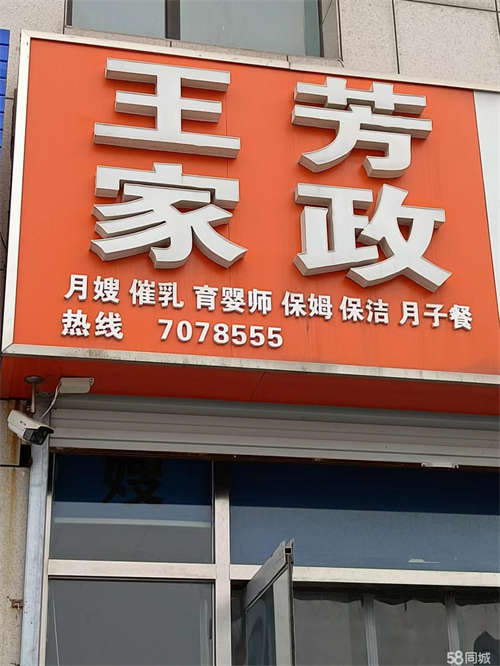 王芳
家政
月嫂 催乳 育婴师 保姆 保洁 月子餐
热线 7078555
嫂
58同城